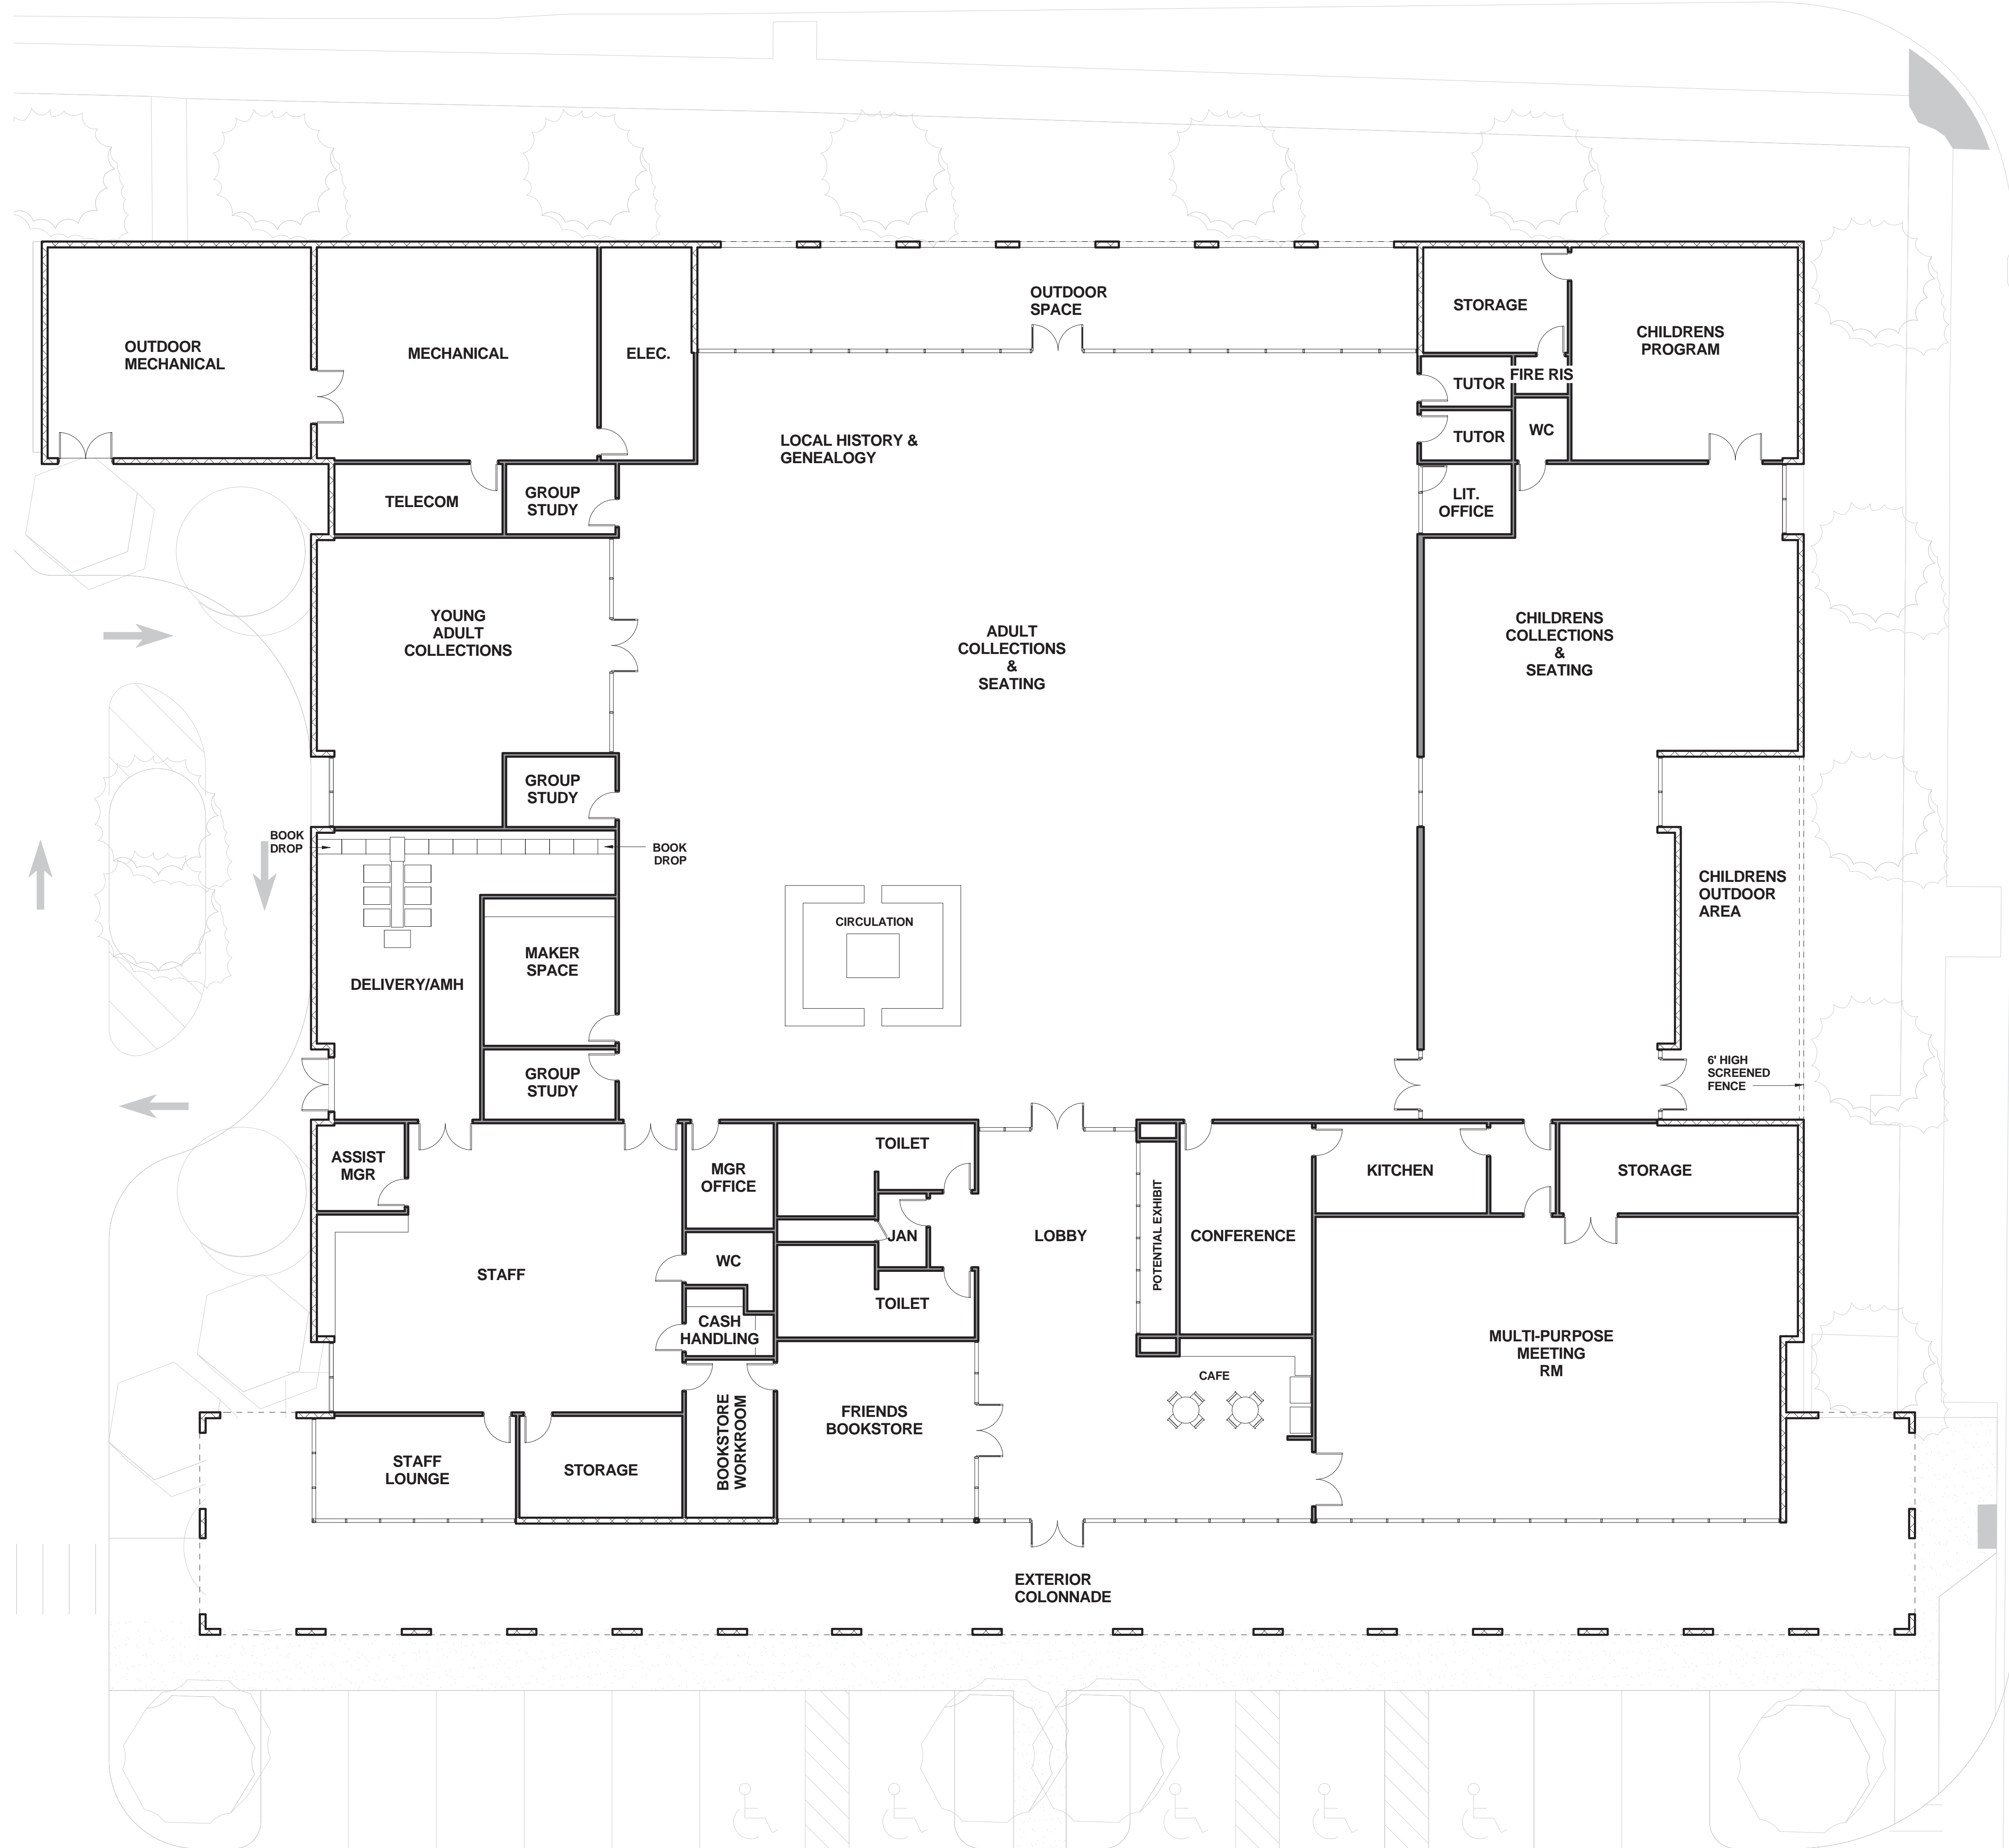 OUTDOOR
SPACE
STORAGE
CHILDRENS
PROGRAM
OUTDOOR
MECHANICAL
MECHANICAL
ELEC.
TUTOR
FIRE RIS
LOCAL HISTORY &
GENEALOGY
TUTOR
WC
TELECOM
GROUP
STUDY
LIT.
OFFICE
YOUNG
ADULT
COLLECTIONS
ADULT
COLLECTIONS
&
SEATING
CHILDRENS
COLLECTIONS
&
SEATING
GROUP
STUDY
BOOK
DROP
BOOK
DROP
CHILDRENS
OUTDOOR
AREA
CIRCULATION
MAKER
SPACE
DELIVERY/AMH
GROUP
STUDY
6' HIGH
SCREENED
FENCE
ASSIST
MGR
MGR
OFFICE
TOILET
KITCHEN
STORAGE
JAN
LOBBY
POTENTIAL EXHIBIT
CONFERENCE
STAFF
WC
TOILET
CASH
HANDLING
MULTI-PURPOSE
MEETING
RM
CAFE
BOOKSTORE
WORKROOM
FRIENDS
BOOKSTORE
STAFF
LOUNGE
STORAGE
EXTERIOR
COLONNADE